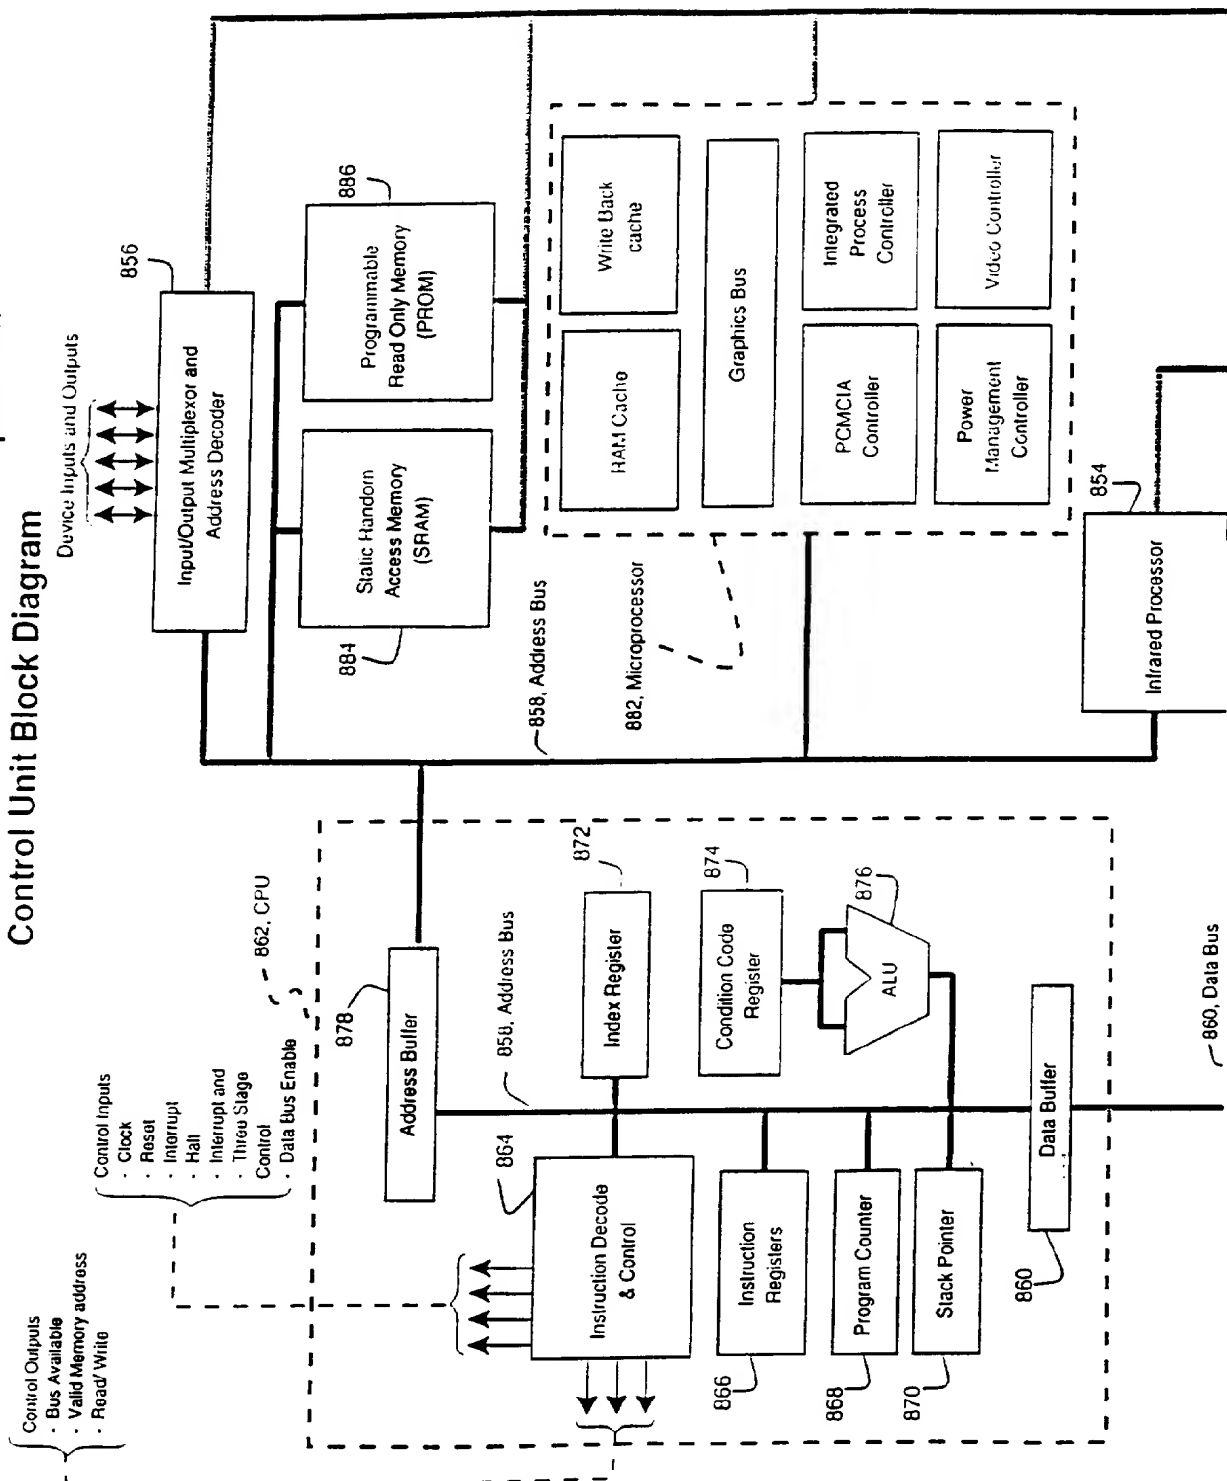 Control Unit Block Diagram
Device Inputs and Outputs
856
Input/Output Multiplexor and
Address Decoder
886
Programmable
Read Only Memory
(PROM)
Static Random
Access Memory
(SRAM)
884
858, Address Bus
882, Microprocessor
Write Back
cache
RAM Cache
Graphics Bus
Integrated
Process
Controller
PCMCIA
Controller
Video Controller
Power
Management
Controller
854
Infrared Processor
Control Outputs
· Bus Available
· Valid Memory address
· Read/ Write
Control Inputs
· Clock
· Reset
· Interrupt
· Halt
· Interrupt and
· Three Stage
Control
· Data Bus Enable
862, CPU
878
Address Buffer
858, Address Bus
864
Instruction Decode
& Control
872
Index Register
874
Condition Code
Register
876
ALU
Instruction
Registers
866
Program Counter
868
Stack Pointer
870
Data Buffer
860
860, Data Bus